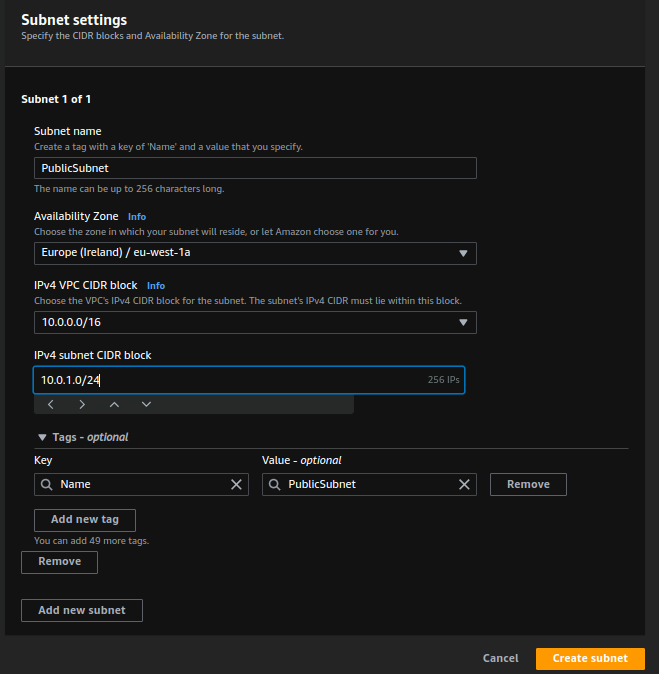 Subnet settings
Specify the CIDR blocks and Availability Zone for the subnet.
Subnet 1 of 1
Subnet name
Create a tag with a key of 'Name' and a value that you specify.
PublicSubnet
The name can be up to 256 characters long.
Availability Zone Info
Choose the zone in which your subnet will reside, or let Amazon choose one for you.
Europe (Ireland) / eu-west-1a
IPv4 VPC CIDR block Info
Choose the VPC's IPv4 CIDR block for the subnet. The subnet's IPv4 CIDR must lie within this block.
10.0.0.0/16
IPv4 subnet CIDR block
10.0.1.0/24 256 IPs
Tags - optional
Key Value - optional
Name PublicSubnet Remove
Add new tag
You can add 49 more tags.
Remove
Add new subnet
Cancel Create subnet